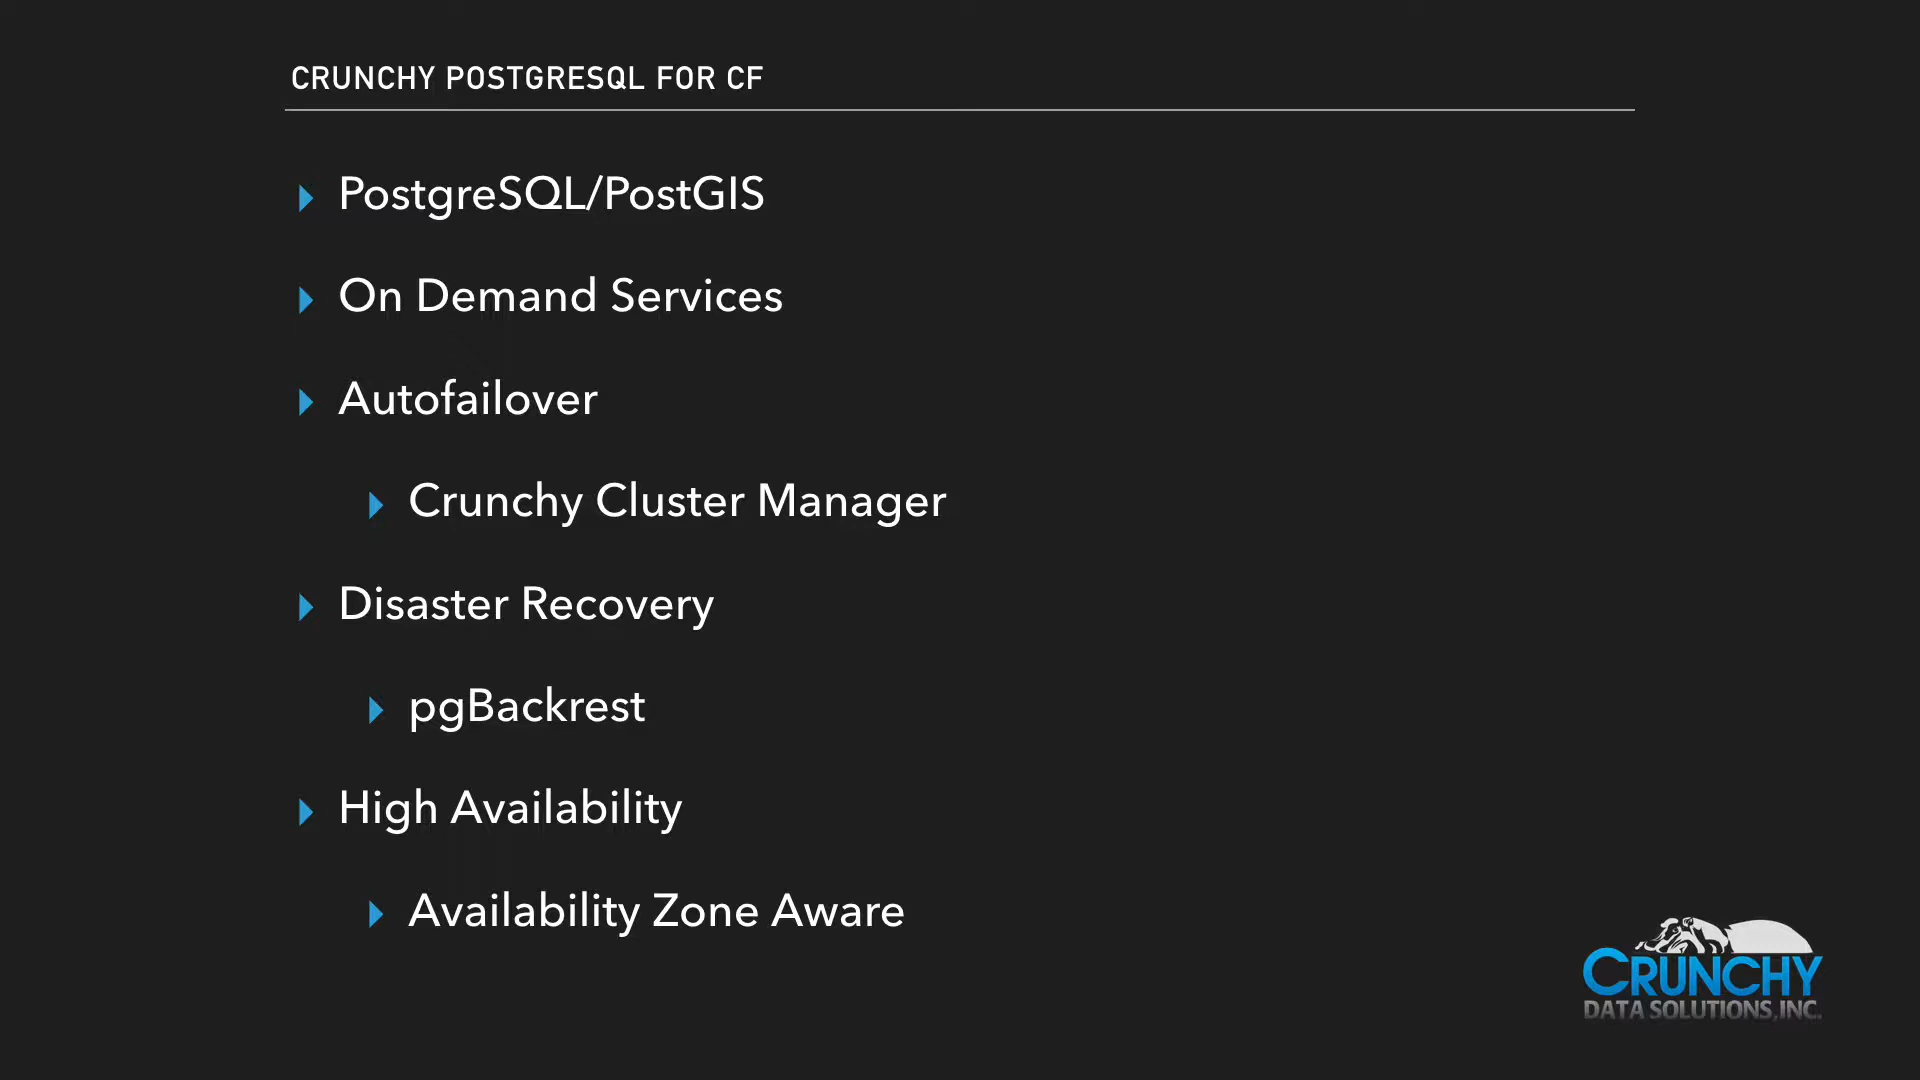 CRUNCHY POSTGRESQL FOR CF
PostgreSQL/PostGIS
On Demand Services
Autofailover
Crunchy Cluster Manager
Disaster Recovery
pgBackrest
High Availability
Availability Zone Aware
CRUNCHY
DATA SOLUTIONS, INC.